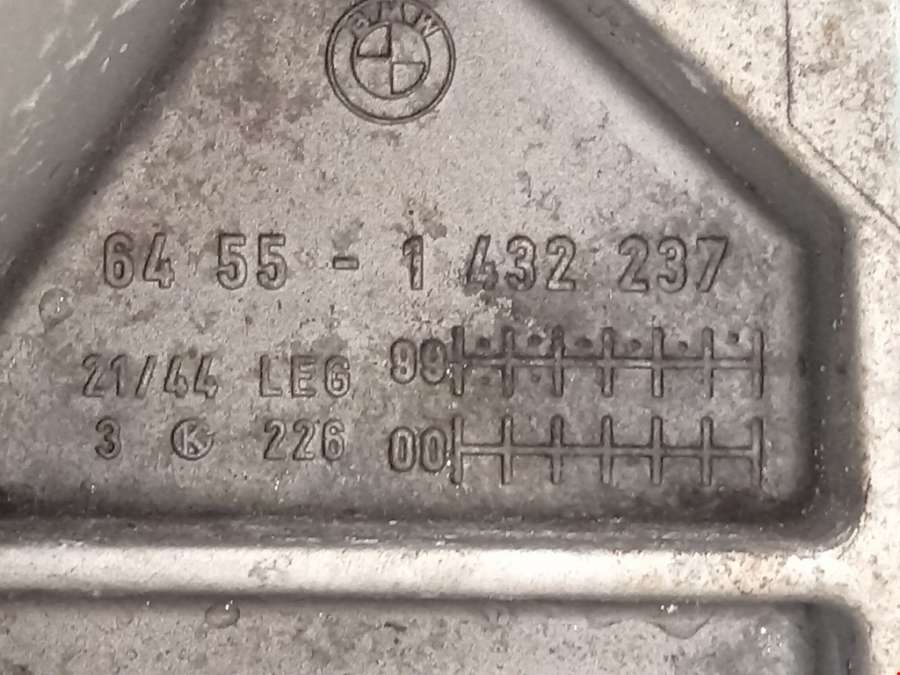 BMW
64 55 - 1 432 237
21/44 LEG 99
3 K 226 00